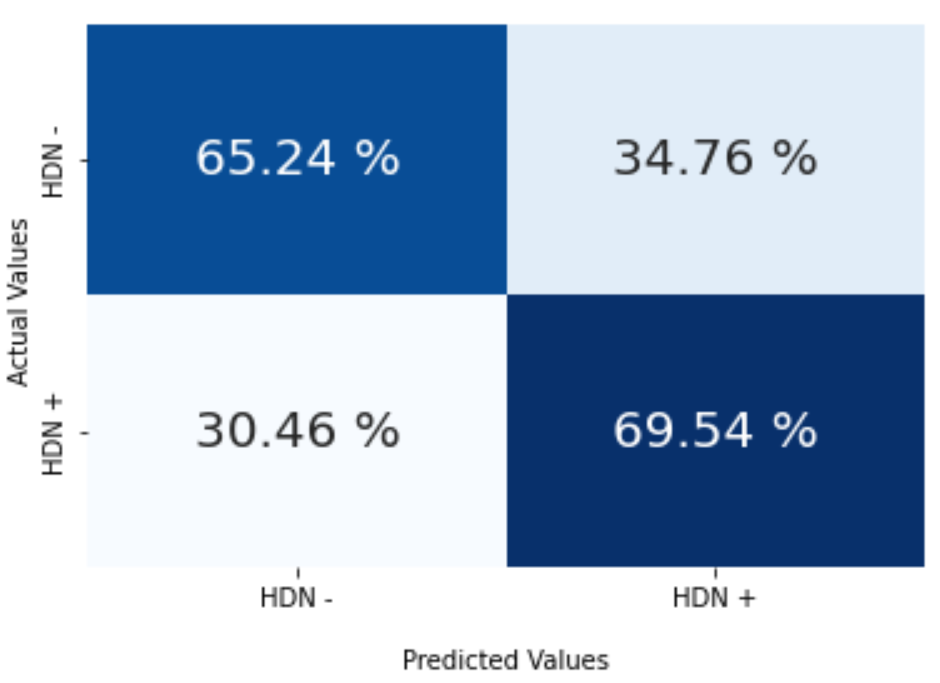 Actual Values
HDN -
65.24 %
34.76 %
HDN +
30.46 %
69.54 %
HDN -
HDN +
Predicted Values